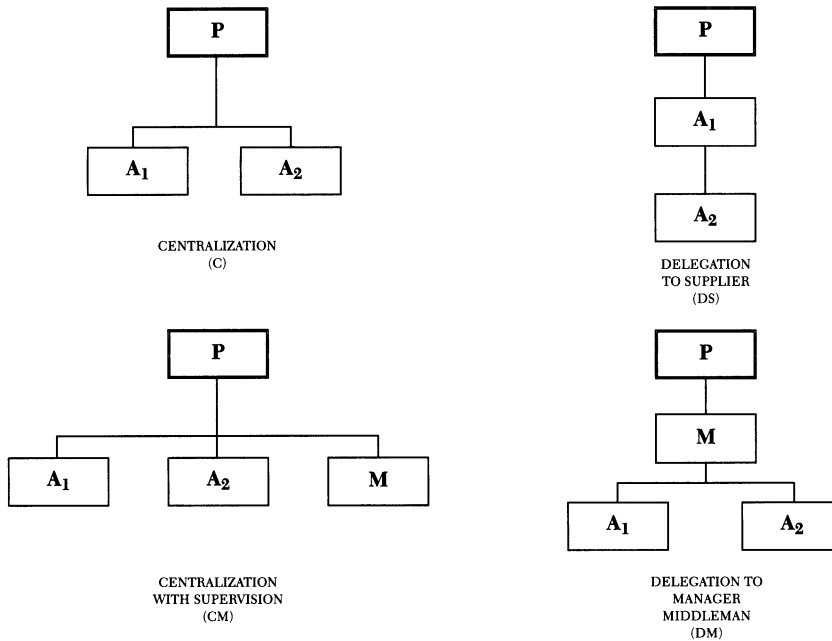 P
A1
A2
CENTRALIZATION
(C)
P
A1
A2
DELEGATION
TO SUPPLIER
(DS)
P
A1
A2
M
CENTRALIZATION
WITH SUPERVISION
(CM)
P
M
A1
A2
DELEGATION TO
MANAGER
MIDDLEMAN
(DM)